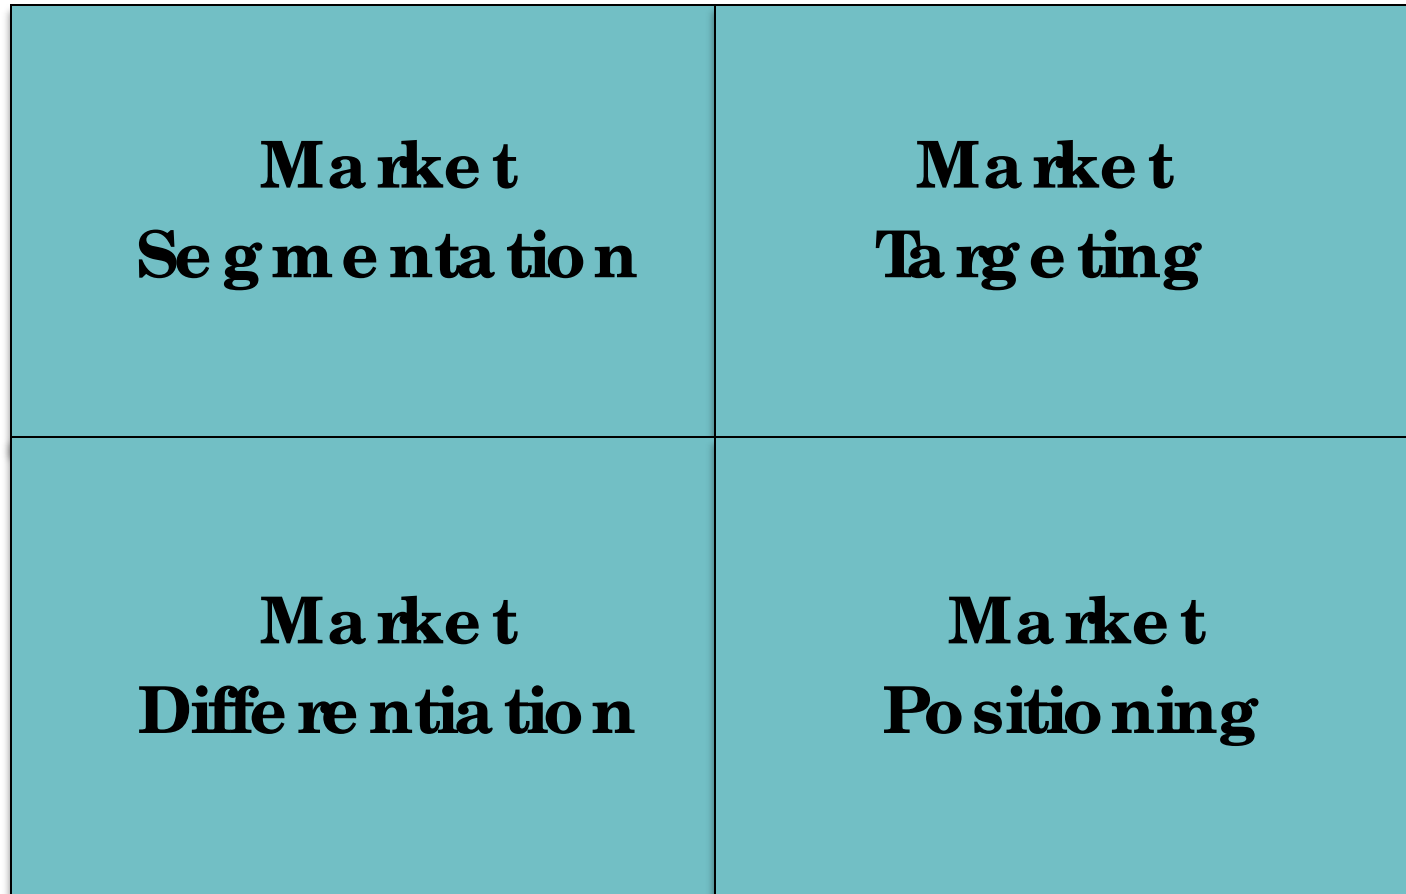 Market
Segmentation
Market
Targeting
Market
Differentiation
Market
Positioning